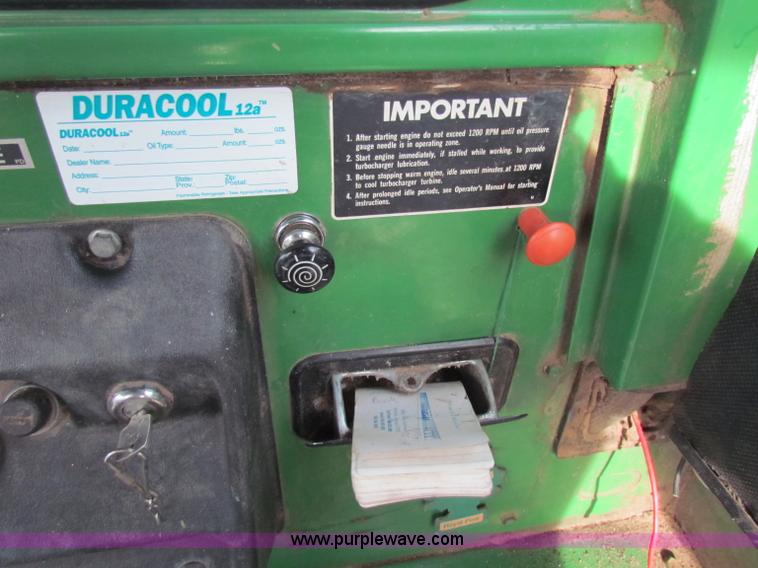 DURACOOL 12a™
DURACOOL 12a™ Amount: lbs. ozs.
Date: Oil Type: Amount: ozs.
Dealer Name:
Address: State: Zip:
City: Prov.: Postal:
E
PD
IMPORTANT
1. After starting engine do not exceed 1200 RPM until oil pressure
gauge needle is in operating zone.
2. Start engine immediately, if stalled while working, to provide
turbocharger lubrication.
3. Before stopping warm engine, idle several minutes at 1200 RPM
to cool turbocharger turbine.
4. After prolonged idle periods, see Operator's Manual for starting
instructions.
www.purplewave.com